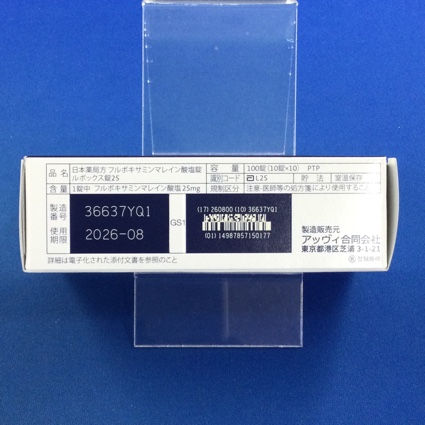 品名 日本薬局方 フルボキサミンマレイン酸塩錠 ルボックス錠25
容量 100錠(10錠×10) PTP
識別コード a L25 貯法 室温保存
含量 1錠中 フルボキサミンマレイン酸塩 25mg
規制区分 注意-医師等の処方箋により使用すること
製造番号 36637YQ1
使用期限 2026-08
GS1
(17) 260800 (10) 36637YQ1
(01) 14987857150177
製造販売元
アッヴィ合同会社
東京都港区芝浦 3-1-21
詳細は電子化された添付文書を参照のこと
登録商標